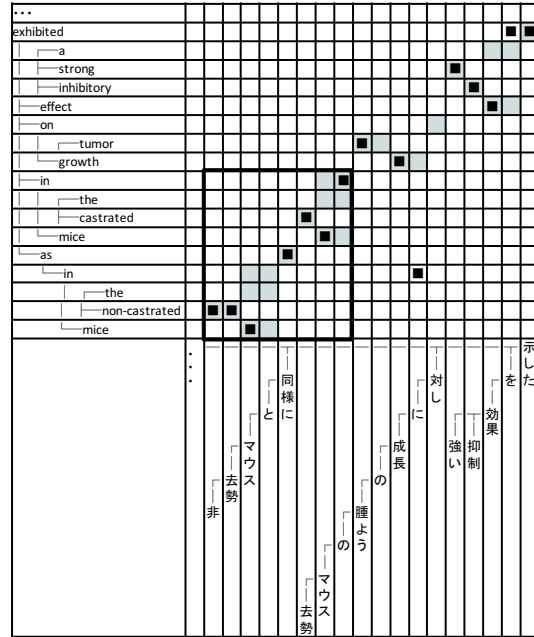 ...
exhibited
a
strong
inhibitory
effect
on
tumor
growth
in
the
castrated
mice
as
in
the
non-castrated
mice
...
非
去勢
マウス
と
同様に
去勢
マウス
の
腫よう
の
成長
に
対し
強い
抑制
効果
を
示した